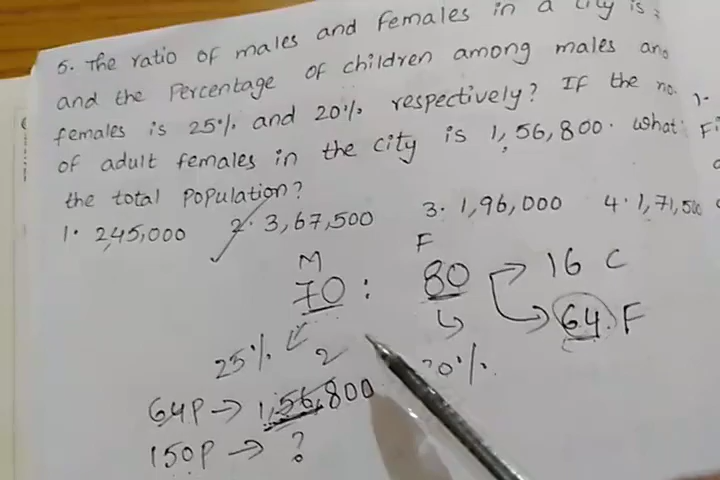 5. The ratio of males and females in a city is
and the percentage of children among males and
females is 25% and 20% respectively? If the no.
of adult females in the city is 1,56,800. what
the total population?
1. 245,000 2. 3,67,500 3. 1,96,000 4. 1,71,500
M F
70 : 80 16 C
64 F
25% 2 20%
64P → 1,56,800
150P → ?